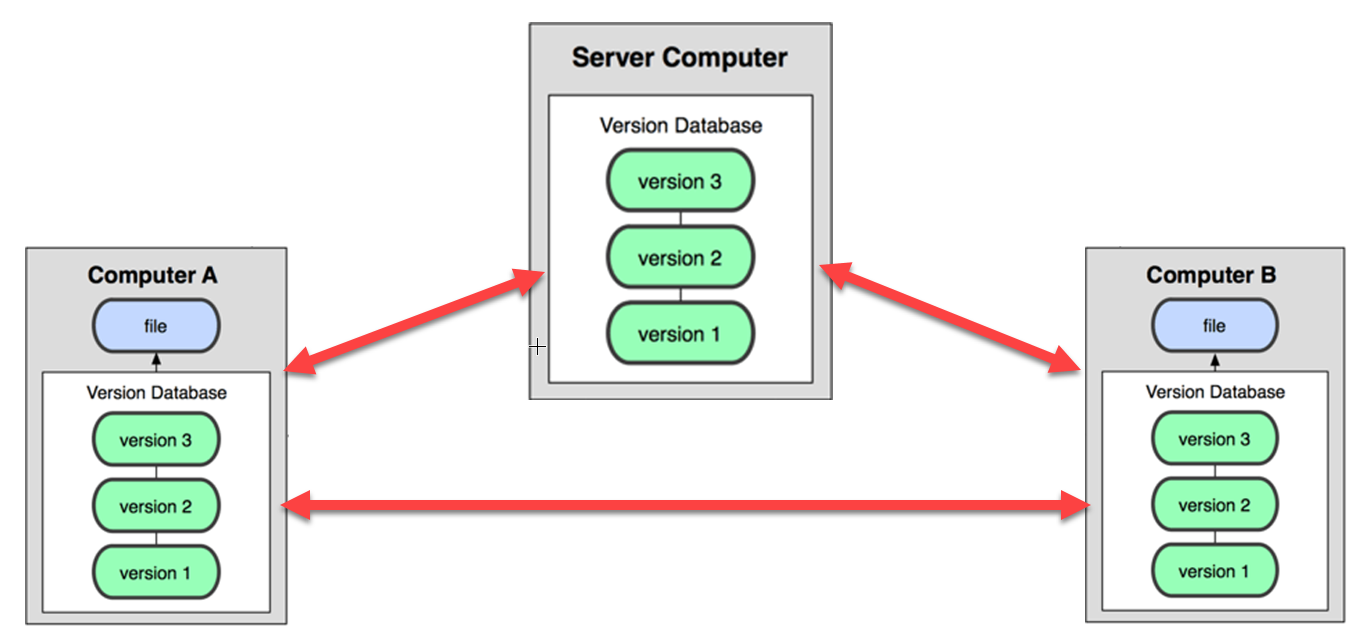 Server Computer
Version Database
version 3
version 2
version 1
Computer A
file
Version Database
version 3
version 2
version 1
Computer B
file
Version Database
version 3
version 2
version 1